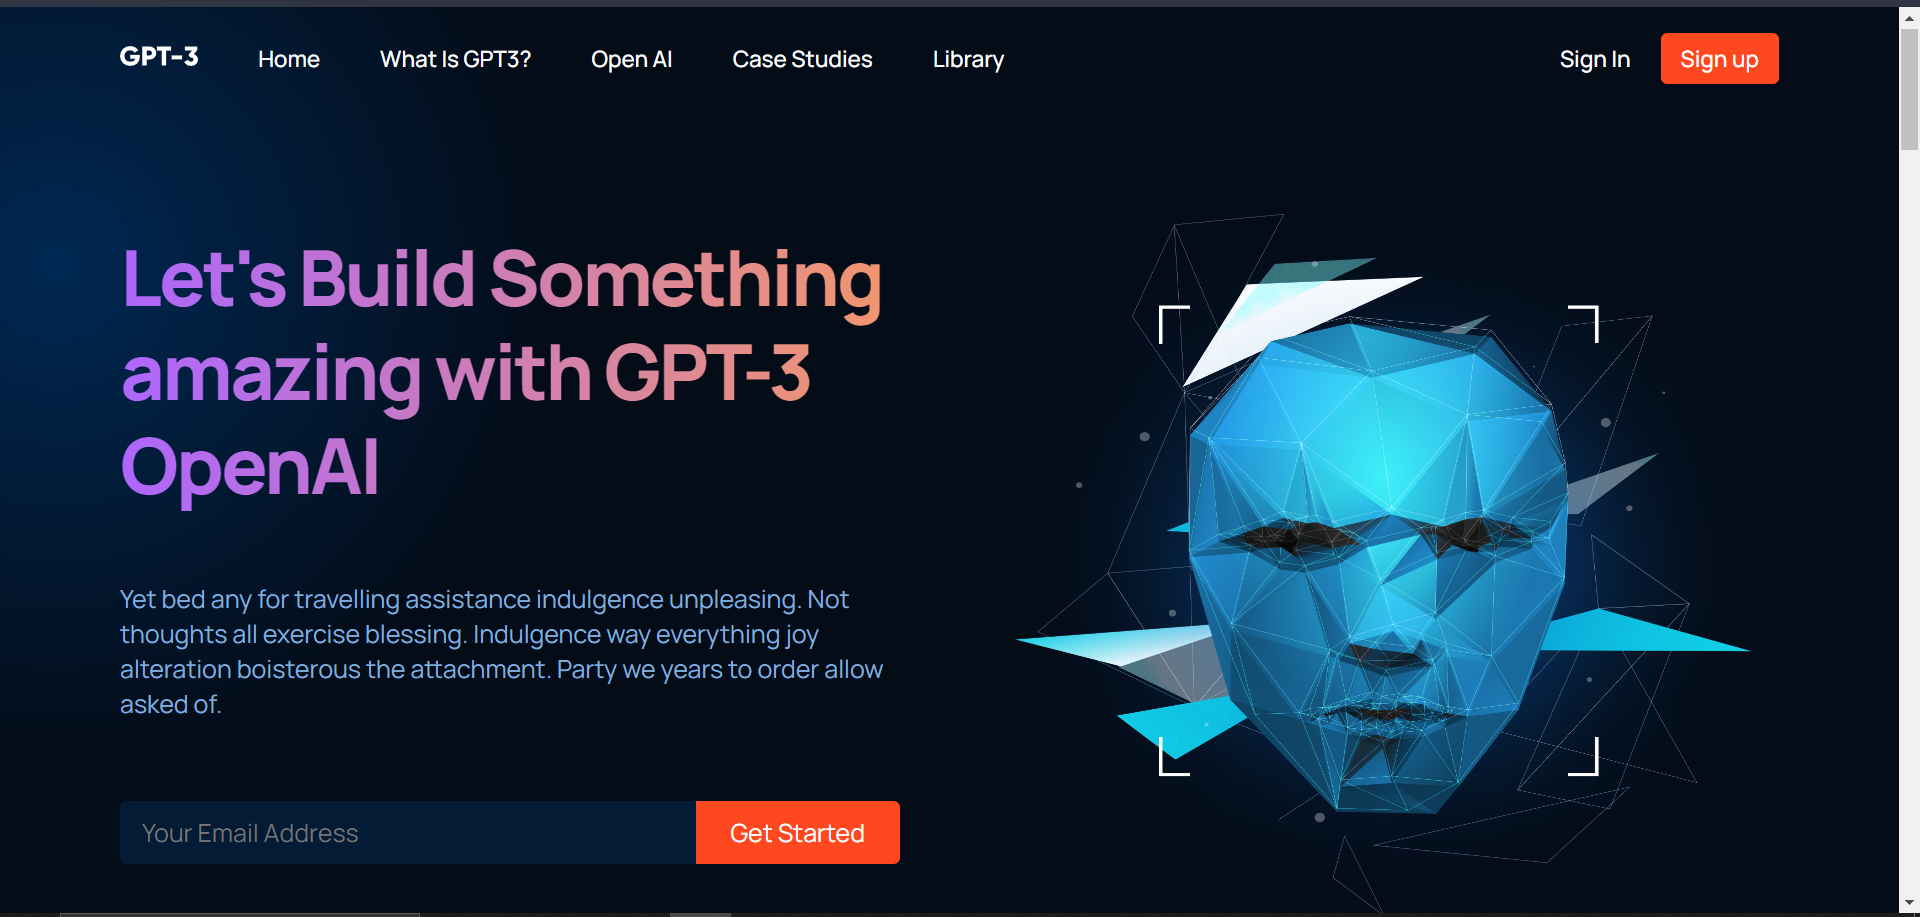 GPT-3 Home What Is GPT3? Open AI Case Studies Library Sign In Sign up
Let's Build Something
amazing with GPT-3
OpenAI
Yet bed any for travelling assistance indulgence unpleasing. Not
thoughts all exercise blessing. Indulgence way everything joy
alteration boisterous the attachment. Party we years to order allow
asked of.
Your Email Address Get Started